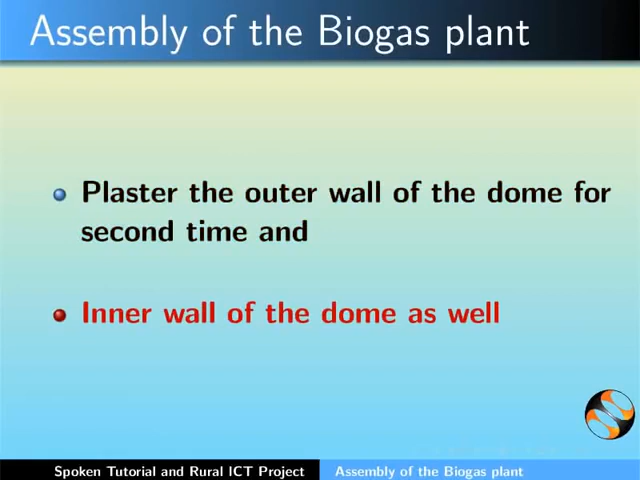 Assembly of the Biogas plant
Plaster the outer wall of the dome for
second time and
Inner wall of the dome as well
Spoken Tutorial and Rural ICT Project
Assembly of the Biogas plant